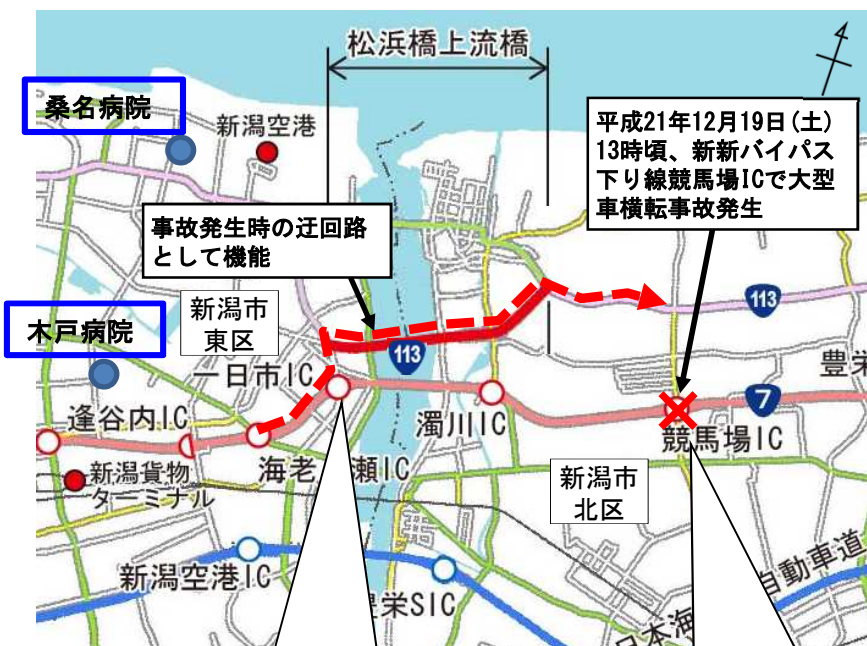 松浜橋上流橋
桑名病院
新潟空港
平成21年12月19日(土)
13時頃、新新バイパス
下り線競馬場ICで大型
車横転事故発生
事故発生時の迂回路
として機能
新潟市
東区
113
木戸病院
113
一日市IC
豊栄
7
逢谷内IC
濁川IC
競馬場IC
海老 瀬IC
新潟貨物
ターミナル
新潟市
北区
新潟空港IC
豊栄SIC
日本海
自動車道